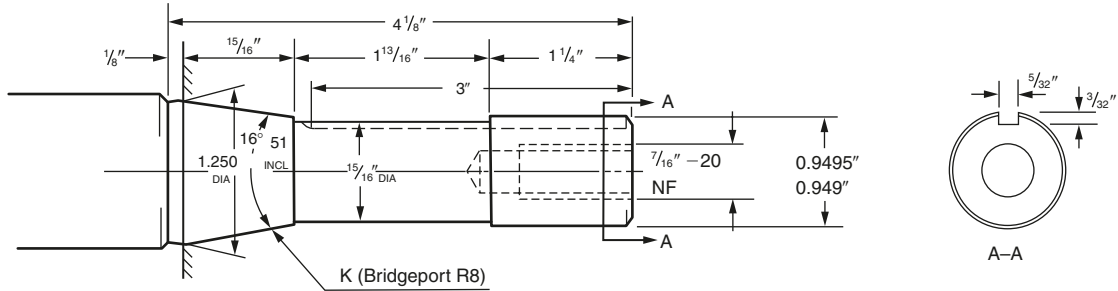 4 1/8″
1/8″
15/16″
1 13/16″
1 1/4″
3″
A
5/32″
3/32″
16° 51
INCL
1.250
DIA
15/16″ DIA
7/16″ –20
NF
0.9495″
0.949″
A
A–A
K (Bridgeport R8)